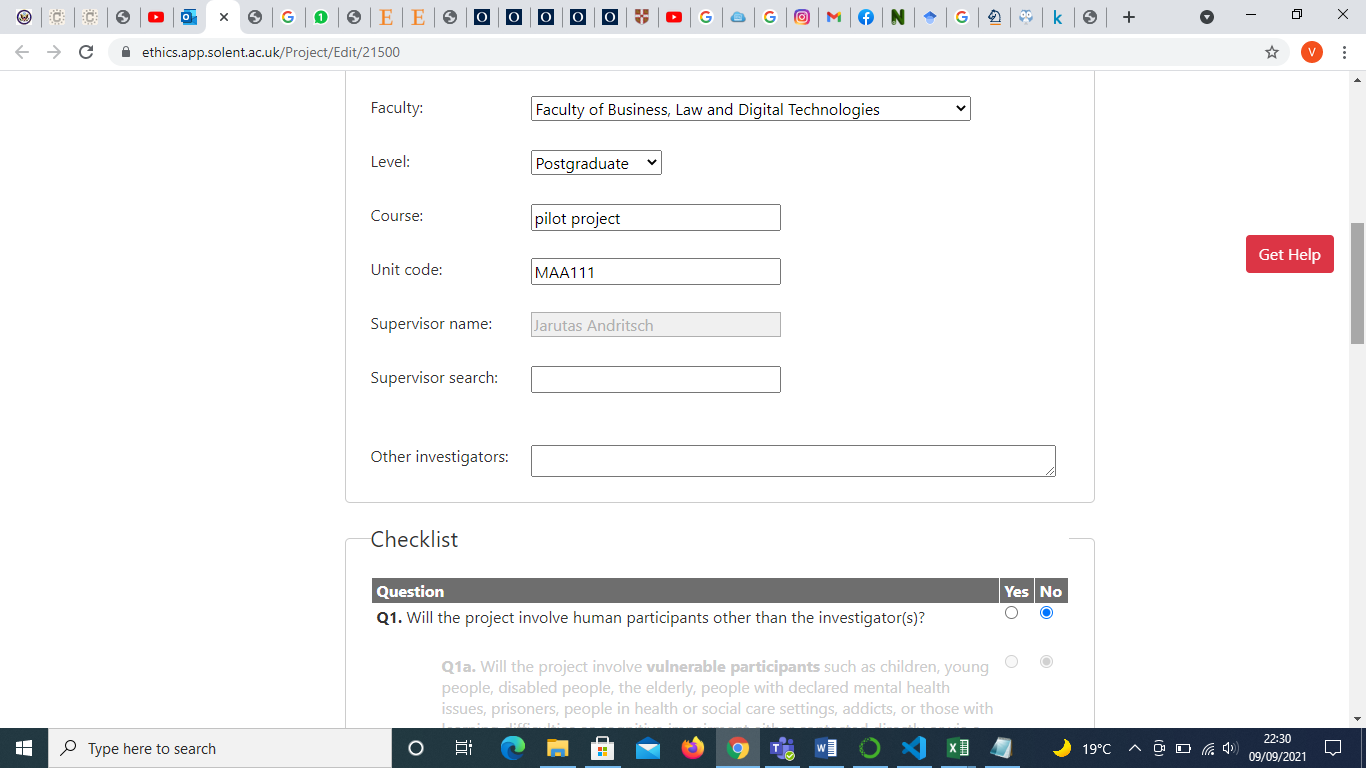 ethics.app.solent.ac.uk/Project/Edit/21500
V
Faculty:
Faculty of Business, Law and Digital Technologies
Level:
Postgraduate
Course:
pilot project
Get Help
Unit code:
MAA111
Supervisor name:
Jarutas Andritsch
Supervisor search:
Other investigators:
Checklist
Question Yes No
Q1. Will the project involve human participants other than the investigator(s)?
Q1a. Will the project involve vulnerable participants such as children, young
people, disabled people, the elderly, people with declared mental health
issues, prisoners, people in health or social care settings, addicts, or those with
Type here to search
19°C
22:30
09/09/2021